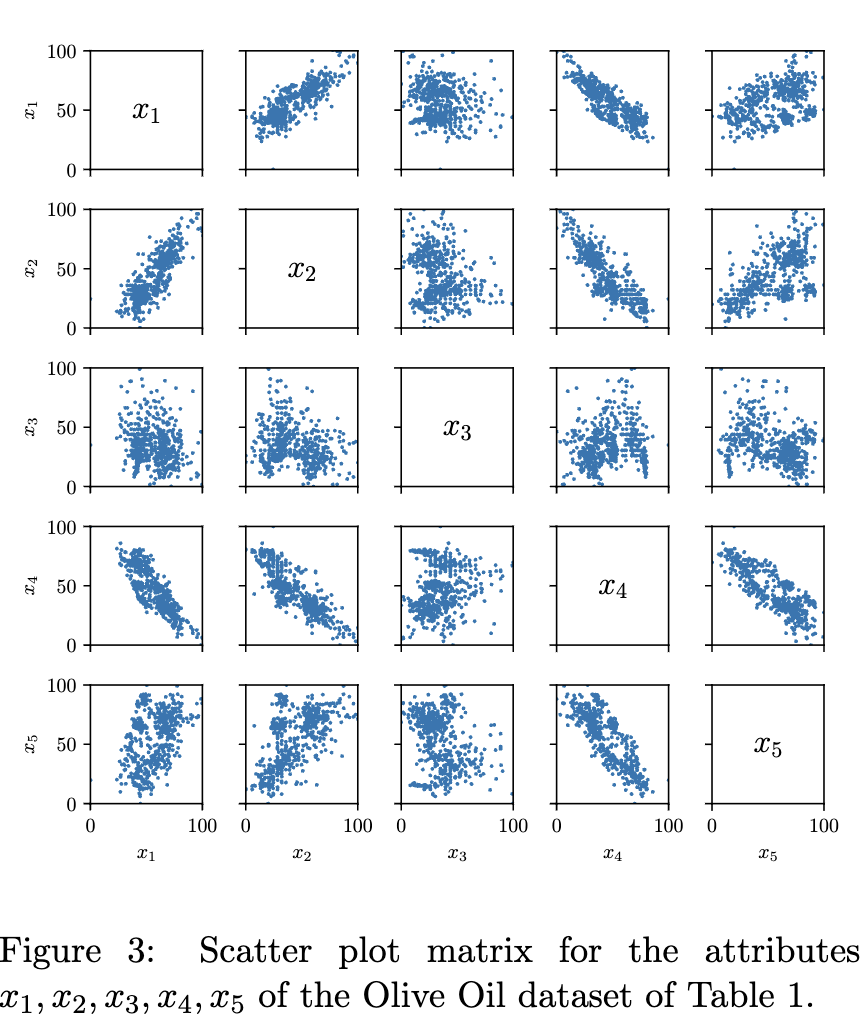 100
50
0
x1
x1
100
50
0
x2
x2
100
50
0
x3
x3
100
50
0
x4
x4
100
50
0
x5
x5
0 100 0 100 0 100 0 100 0 100
x1 x2 x3 x4 x5
Figure 3: Scatter plot matrix for the attributes
x1, x2, x3, x4, x5 of the Olive Oil dataset of Table 1.